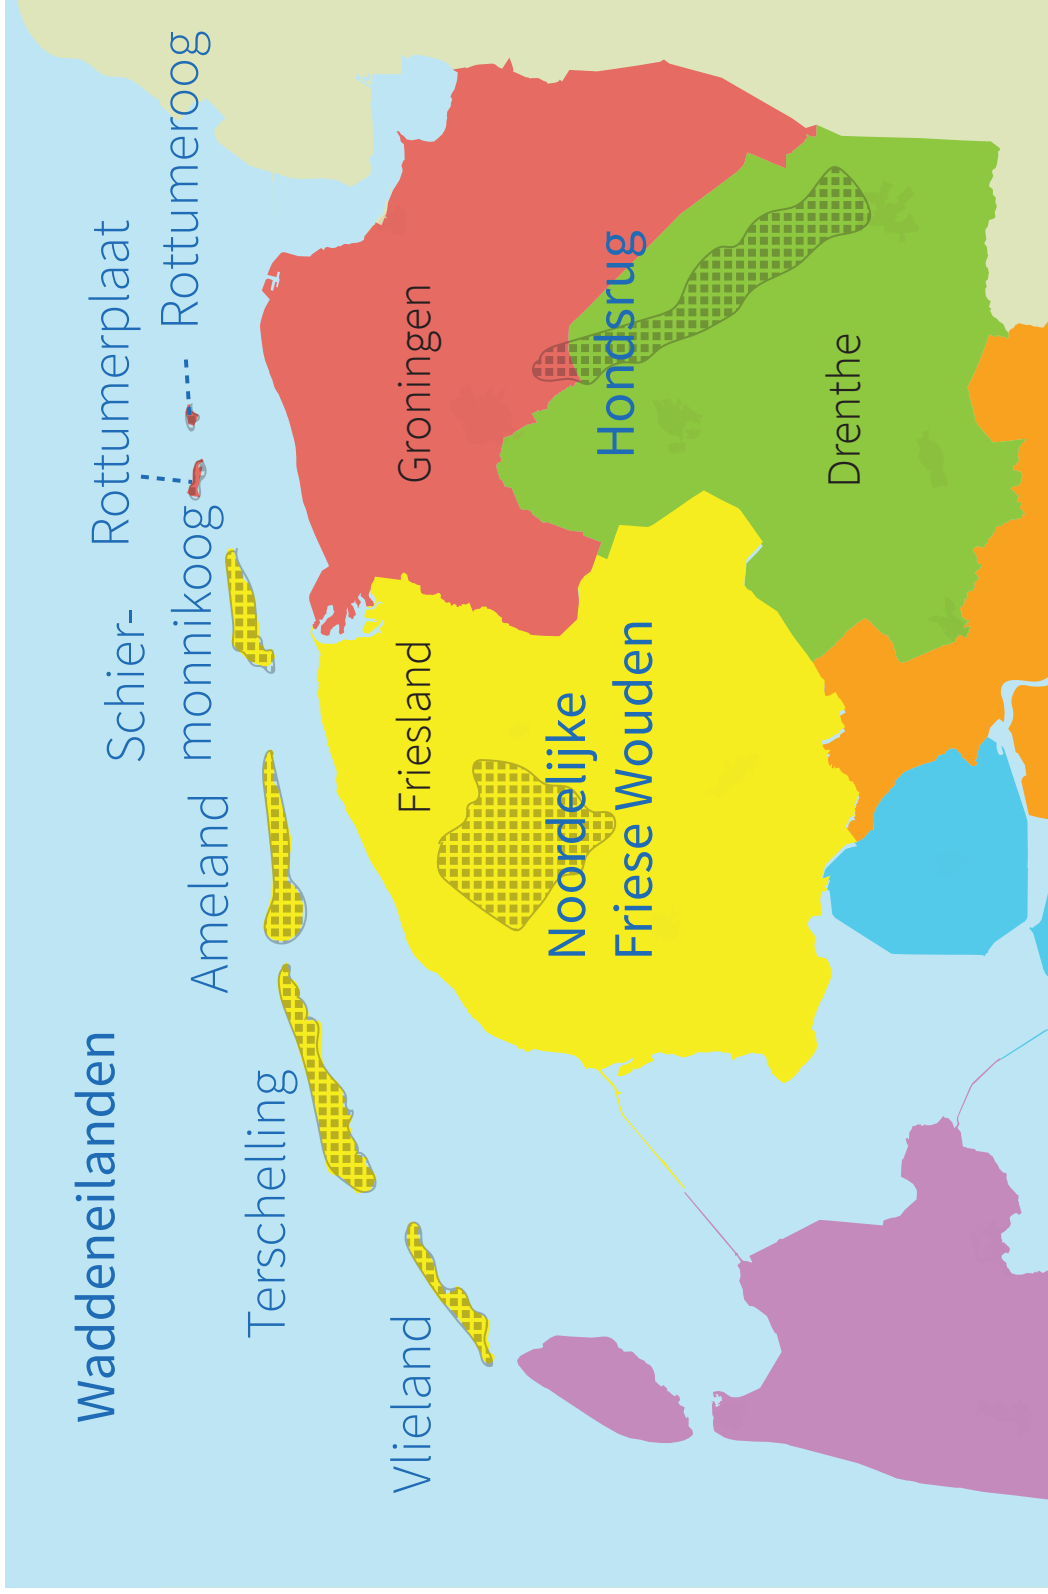 Waddeneilanden
Vlieland
Terschelling
Ameland
Schier-
monnikoog
Rottumerplaat
Rottumeroog
Friesland
Groningen
Noordelijke
Friese Wouden
Hondsrug
Drenthe